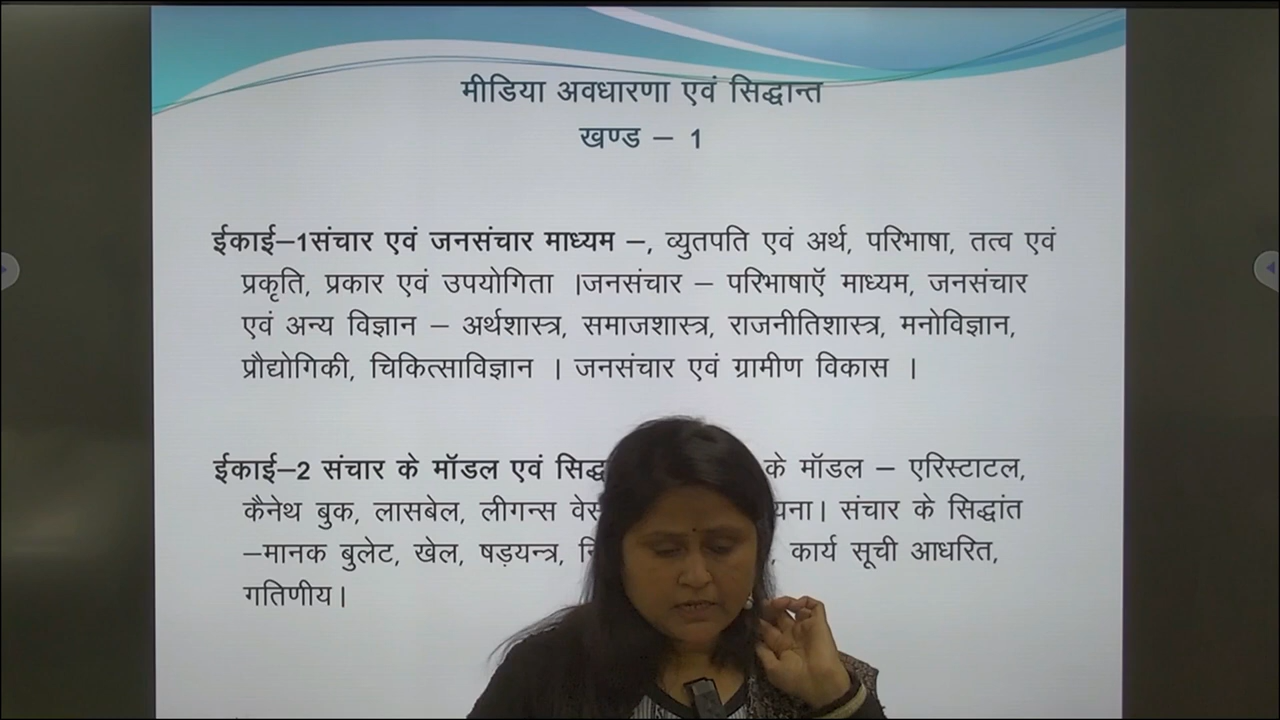 मीडिया अवधारणा एवं सिद्धान्त
खण्ड – 1
ईकाई–1संचार एवं जनसंचार माध्यम –, व्युतपति एवं अर्थ, परिभाषा, तत्व एवं
प्रकृति, प्रकार एवं उपयोगिता ।जनसंचार – परिभाषाऍ माध्यम, जनसंचार
एवं अन्य विज्ञान – अर्थशास्त्र, समाजशास्त्र, राजनीतिशास्त्र, मनोविज्ञान,
प्रौद्योगिकी, चिकित्साविज्ञान । जनसंचार एवं ग्रामीण विकास ।
ईकाई–2 संचार के मॉडल एवं के मॉडल – एरिस्टाटल,
कैनेथ बुक, लासबेल, लीगन्स संचार के सिद्धांत
–मानक बुलेट, खेल, षड़यन्त्र, कार्य सूची आधरित,
गतिणीय।